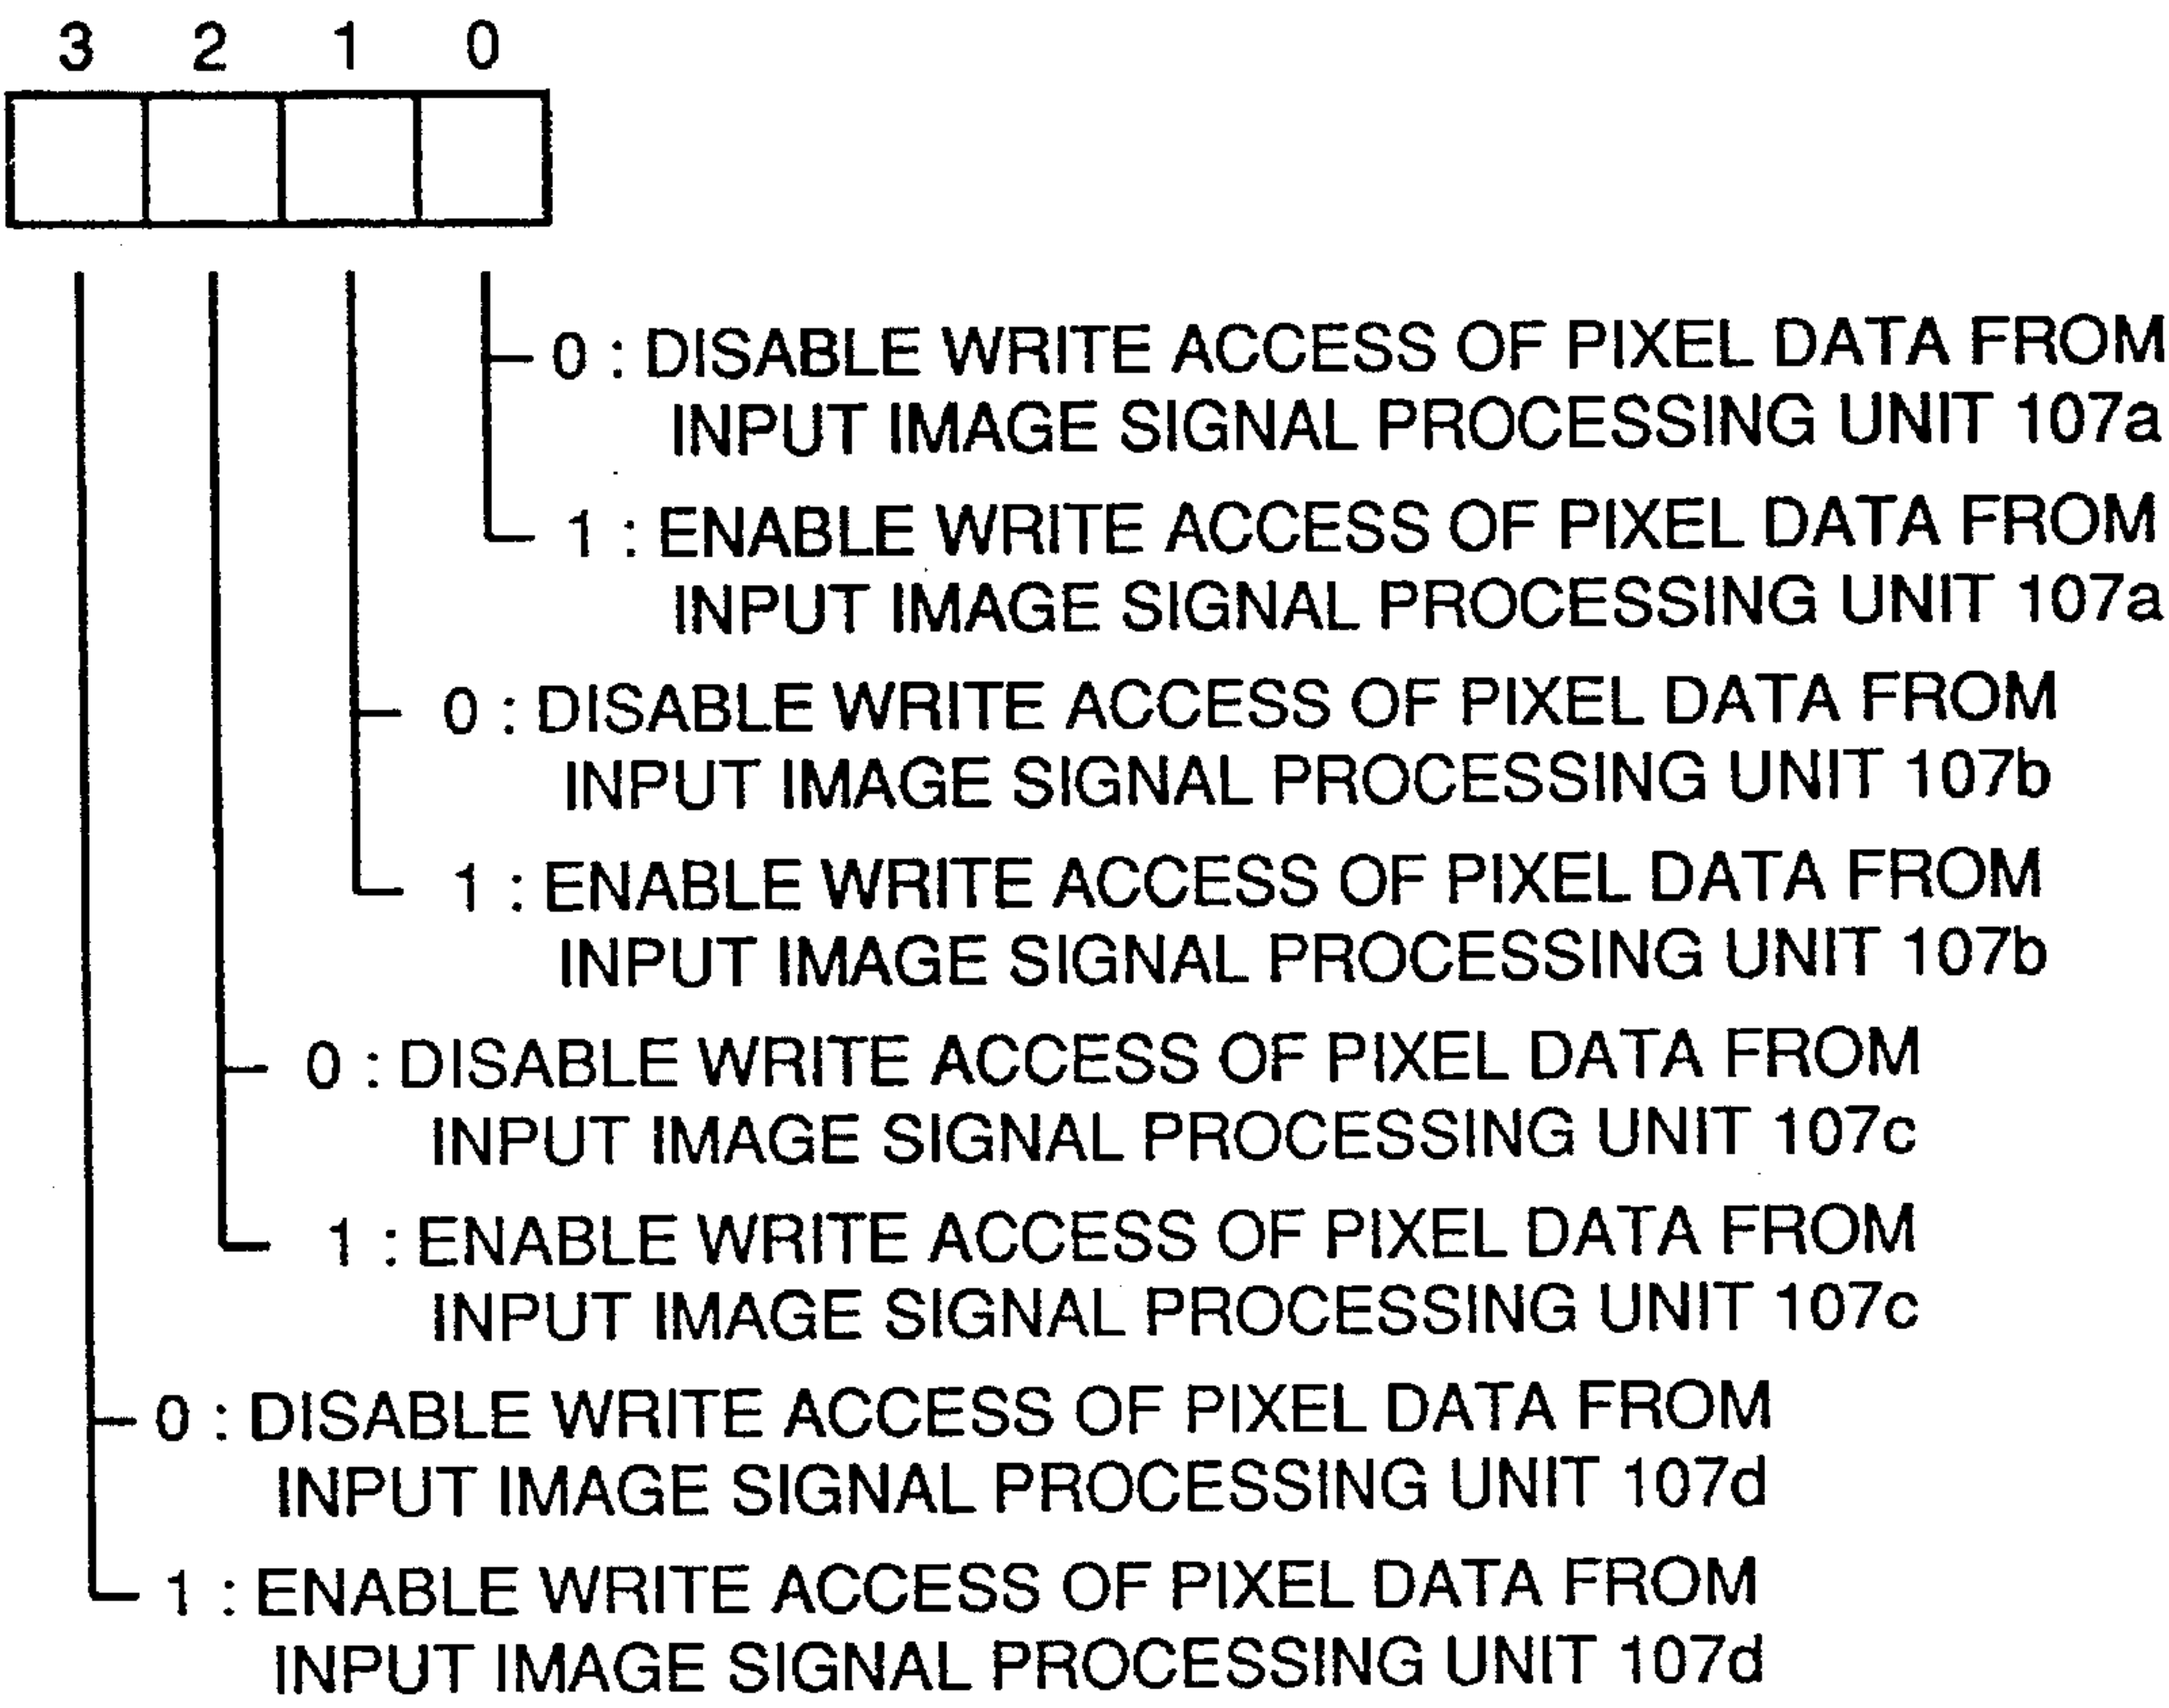 3 2 1 0
0 : DISABLE WRITE ACCESS OF PIXEL DATA FROM
INPUT IMAGE SIGNAL PROCESSING UNIT 107a
1 : ENABLE WRITE ACCESS OF PIXEL DATA FROM
INPUT IMAGE SIGNAL PROCESSING UNIT 107a
0 : DISABLE WRITE ACCESS OF PIXEL DATA FROM
INPUT IMAGE SIGNAL PROCESSING UNIT 107b
1 : ENABLE WRITE ACCESS OF PIXEL DATA FROM
INPUT IMAGE SIGNAL PROCESSING UNIT 107b
0 : DISABLE WRITE ACCESS OF PIXEL DATA FROM
INPUT IMAGE SIGNAL PROCESSING UNIT 107c
1 : ENABLE WRITE ACCESS OF PIXEL DATA FROM
INPUT IMAGE SIGNAL PROCESSING UNIT 107c
0 : DISABLE WRITE ACCESS OF PIXEL DATA FROM
INPUT IMAGE SIGNAL PROCESSING UNIT 107d
1 : ENABLE WRITE ACCESS OF PIXEL DATA FROM
INPUT IMAGE SIGNAL PROCESSING UNIT 107d